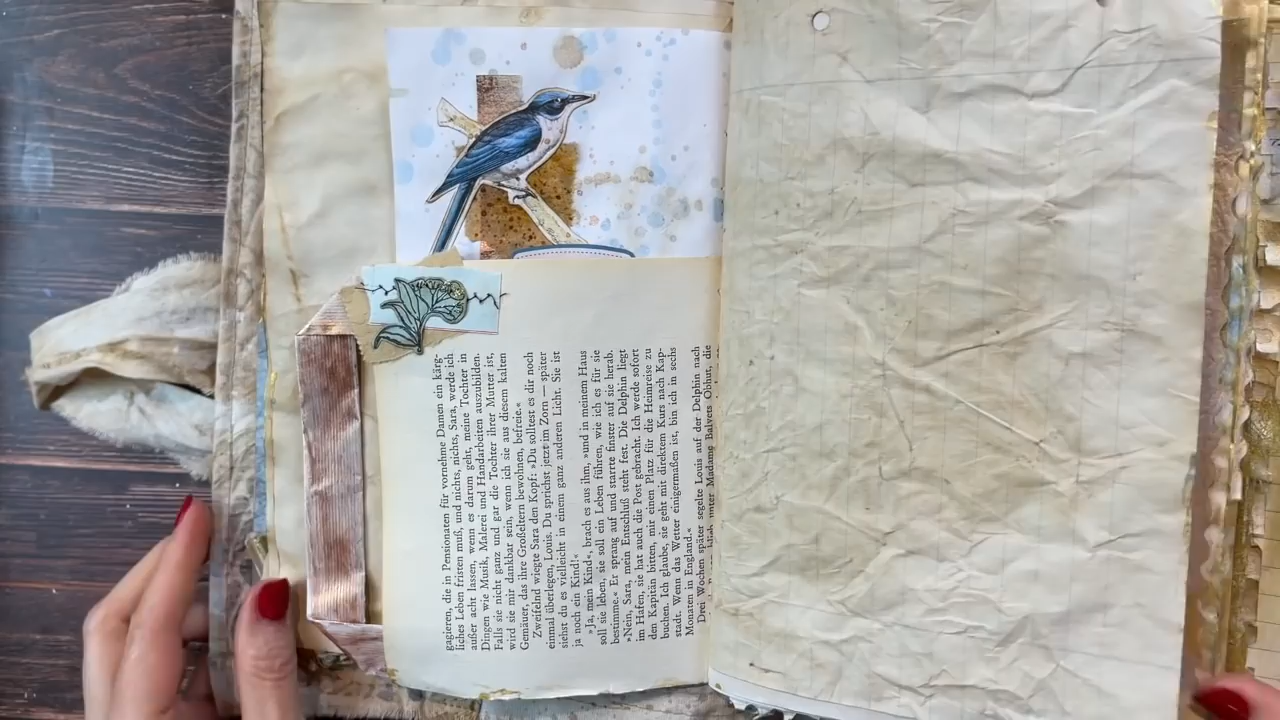 gagieren, die in Pensionaten für vornehme Damen ein kärg-
liches Leben fristen muß, und nichts, nichts, Sara, werde ich
außer acht lassen, wenn es darum geht, meine Tochter in
Dingen wie Musik, Malerei und Handarbeiten auszubilden.
Falls sie nicht ganz und gar die Tochter ihrer Mutter ist,
wird sie mir dankbar sein, wenn ich sie aus diesem kalten
Gemäuer, das ihre Großeltern bewohnen, befreie.«
Zweifelnd wiegte Sara den Kopf: »Du solltest es dir noch
einmal überlegen, Louis. Du sprichst jetzt im Zorn — später
siehst du es vielleicht in einem ganz anderen Licht. Sie ist
ja noch ein Kind!«
»Ja, mein Kind«, brach es aus ihm, »und in meinem Haus
soll sie leben, sie soll ein Leben führen, wie ich es für sie
bestimme.« Er sprang auf und starrte finster auf sie herab.
»Nein, Sara, mein Entschluß steht fest. Die Delphin liegt
im Hafen, sie hat auch die Post gebracht. Ich werde sofort
den Kapitän bitten, mir einen Platz für die Heimreise zu
buchen. Ich glaube, sie geht mit direktem Kurs nach Kap-
stadt. Wenn das Wetter einigermaßen ist, bin ich in sechs
Monaten in England.«
Drei Wochen später segelte Louis auf der Delphin nach
unter Madame Balvets Obhut, die